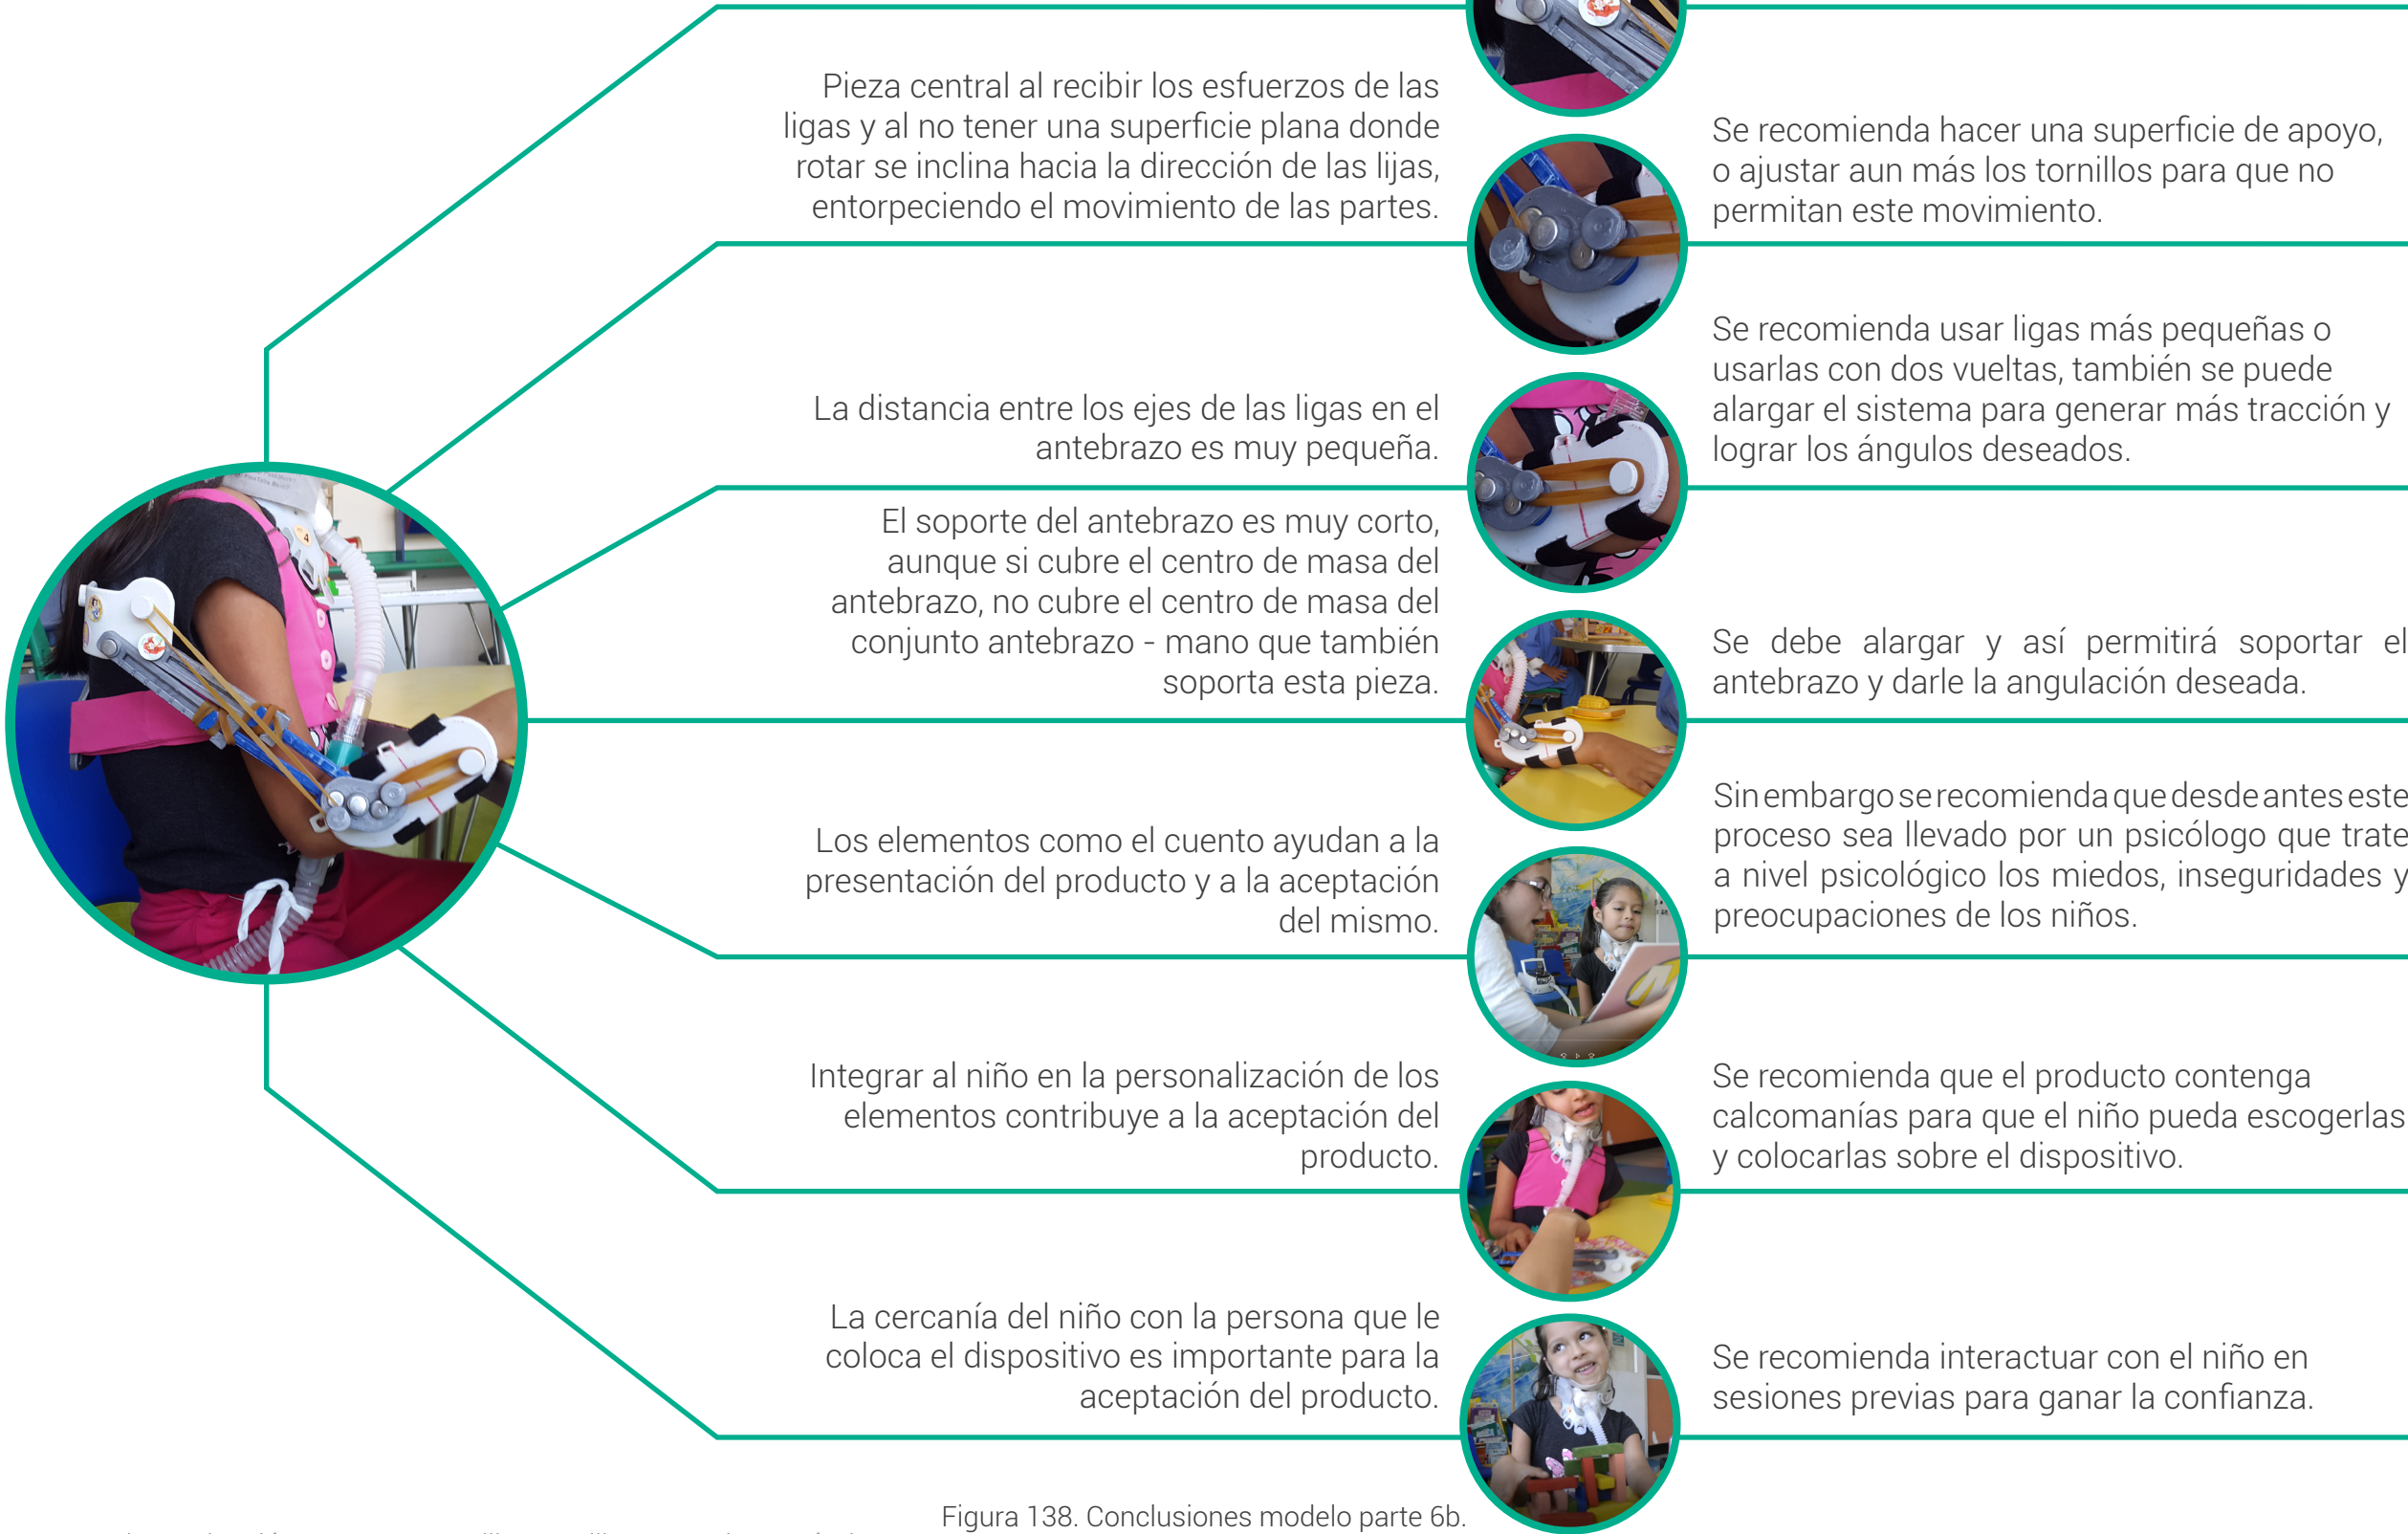 Pieza central al recibir los esfuerzos de las
ligas y al no tener una superficie plana donde
rotar se inclina hacia la dirección de las lijas,
entorpeciendo el movimiento de las partes.
Se recomienda hacer una superficie de apoyo,
o ajustar aun más los tornillos para que no
permitan este movimiento.
La distancia entre los ejes de las ligas en el
antebrazo es muy pequeña.
Se recomienda usar ligas más pequeñas o
usarlas con dos vueltas, también se puede
alargar el sistema para generar más tracción y
lograr los ángulos deseados.
El soporte del antebrazo es muy corto,
aunque si cubre el centro de masa del
antebrazo, no cubre el centro de masa del
conjunto antebrazo - mano que también
soporta esta pieza.
Se debe alargar y así permitirá soportar el
antebrazo y darle la angulación deseada.
Los elementos como el cuento ayudan a la
presentación del producto y a la aceptación
del mismo.
Sin embargo se recomienda que desde antes este
proceso sea llevado por un psicólogo que trate
a nivel psicológico los miedos, inseguridades y
preocupaciones de los niños.
Integrar al niño en la personalización de los
elementos contribuye a la aceptación del
producto.
Se recomienda que el producto contenga
calcomanías para que el niño pueda escogerlas
y colocarlas sobre el dispositivo.
La cercanía del niño con la persona que le
coloca el dispositivo es importante para la
aceptación del producto.
Se recomienda interactuar con el niño en
sesiones previas para ganar la confianza.
Figura 138. Conclusiones modelo parte 6b.